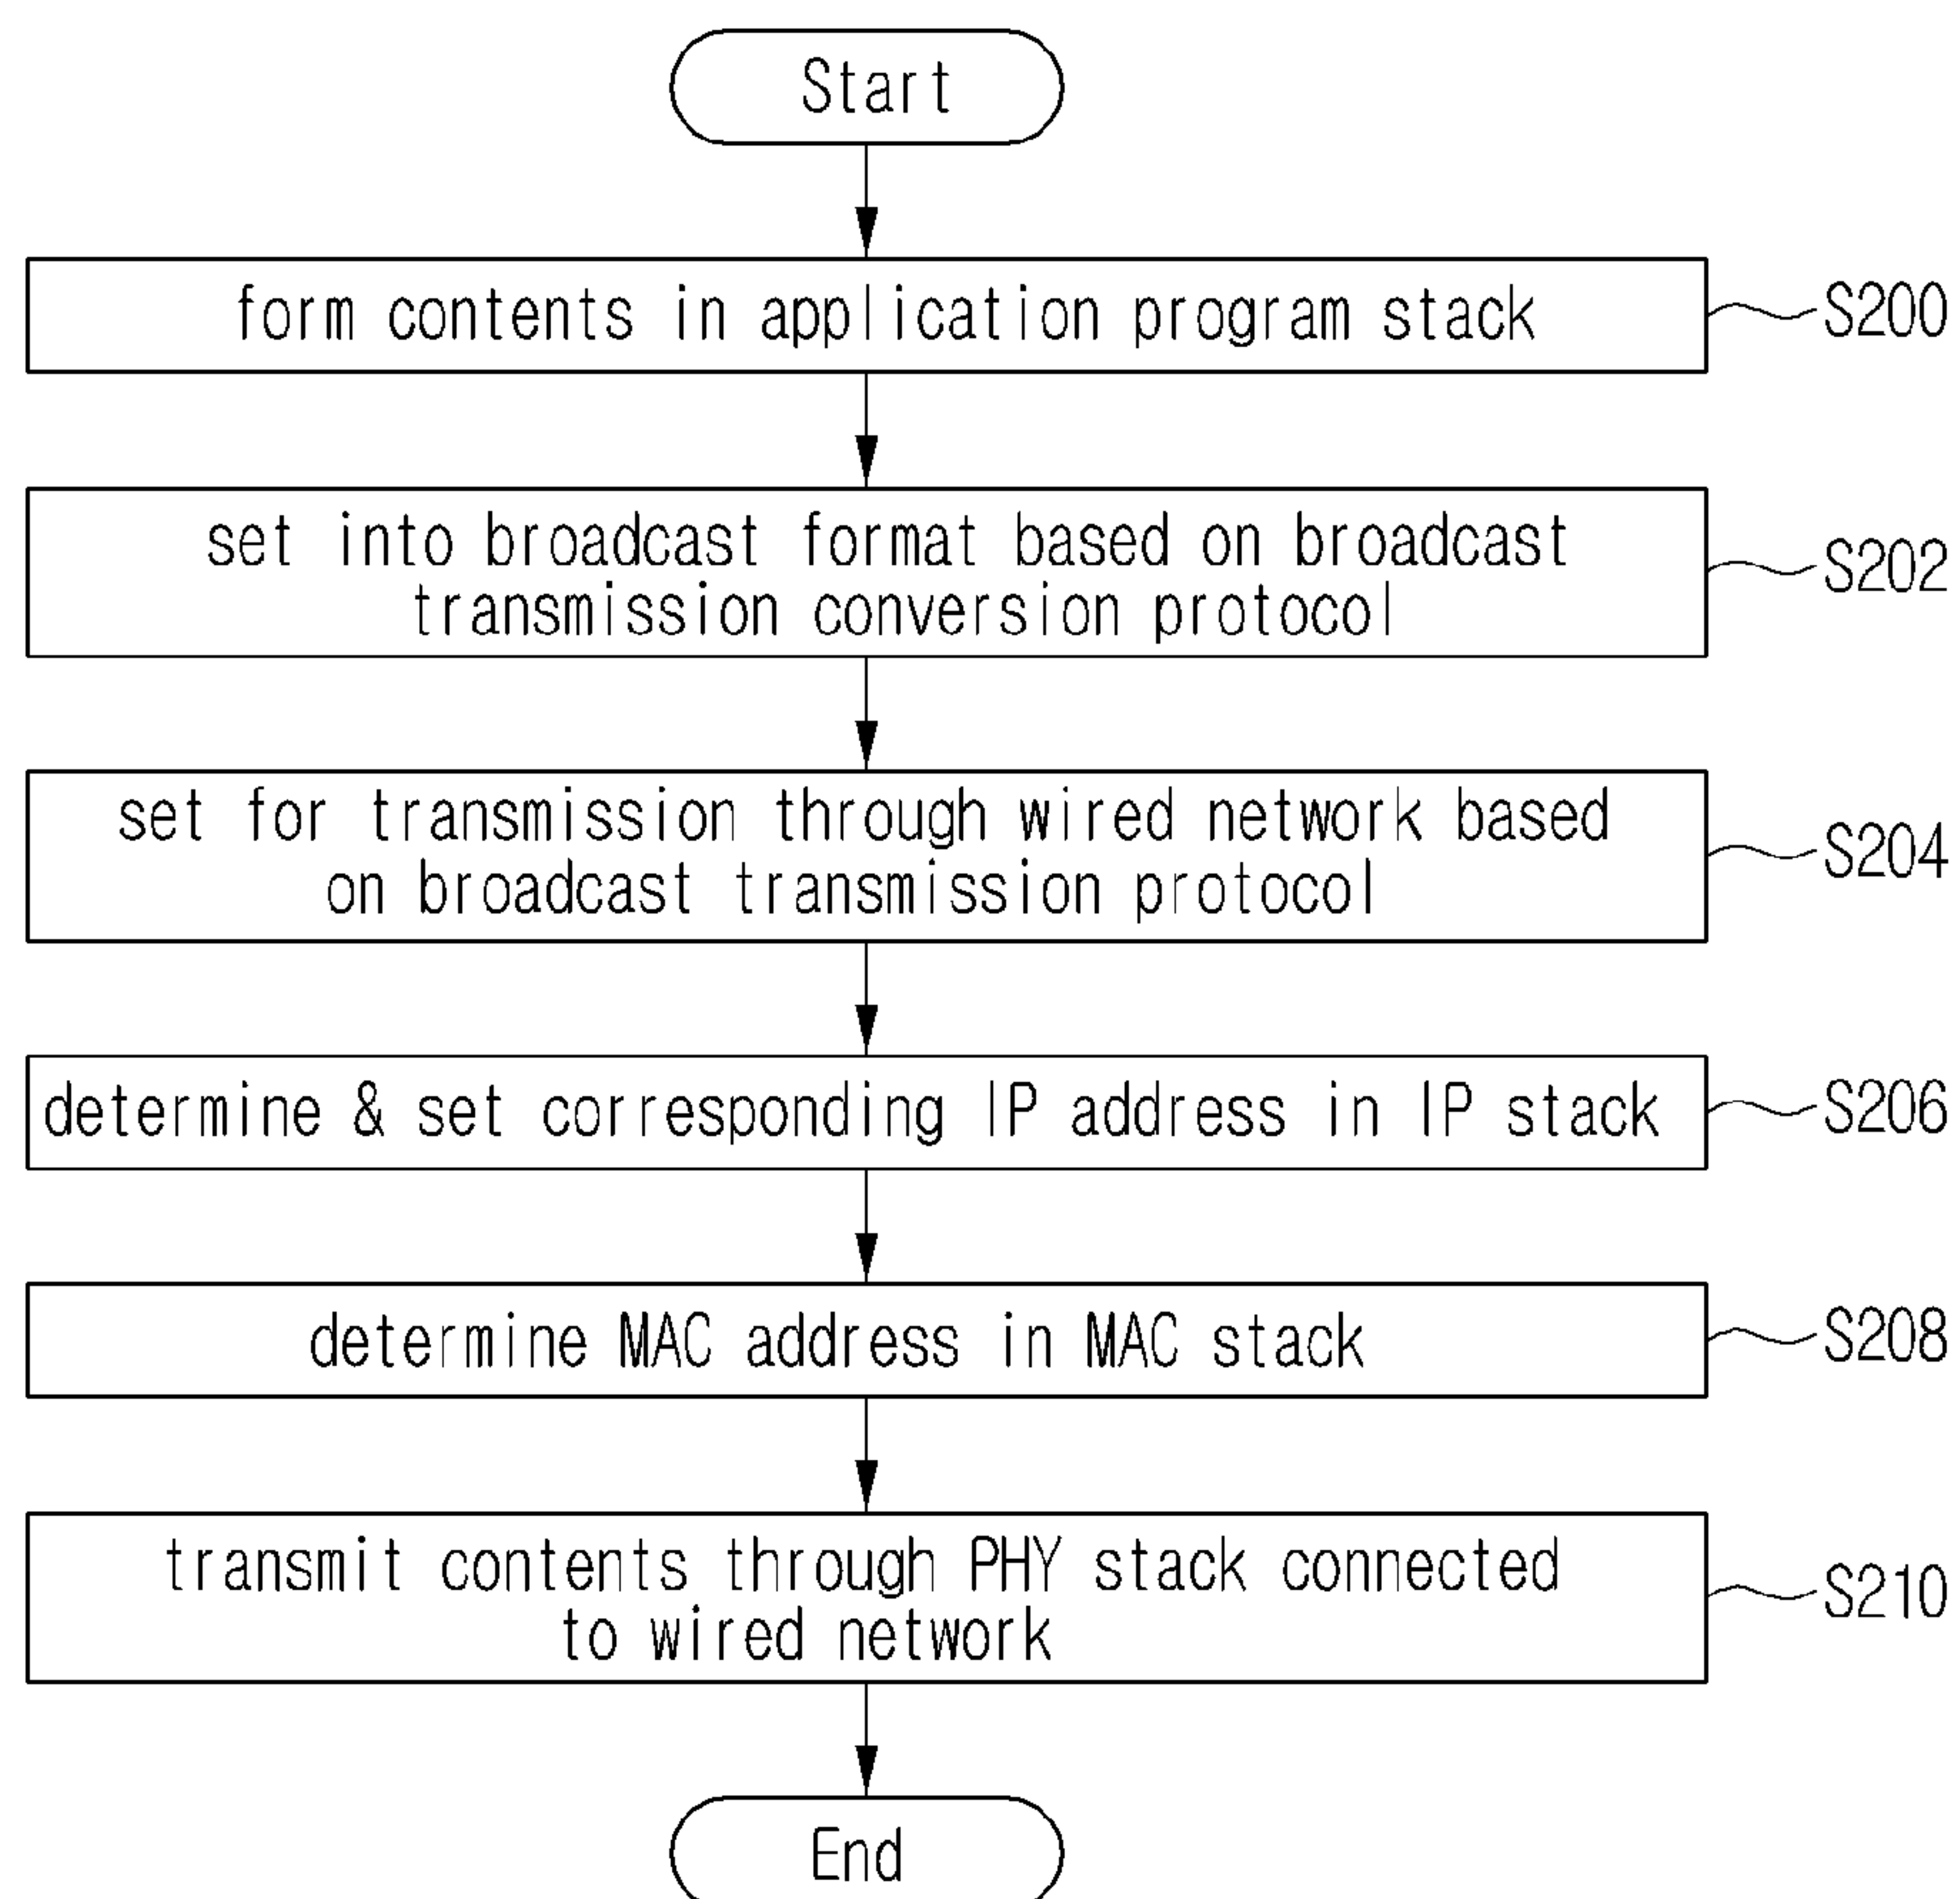 Start
form contents in application program stack
S200
set into broadcast format based on broadcast
transmission conversion protocol
S202
set for transmission through wired network based
on broadcast transmission protocol
S204
determine & set corresponding IP address in IP stack
S206
determine MAC address in MAC stack
S208
transmit contents through PHY stack connected
to wired network
S210
End